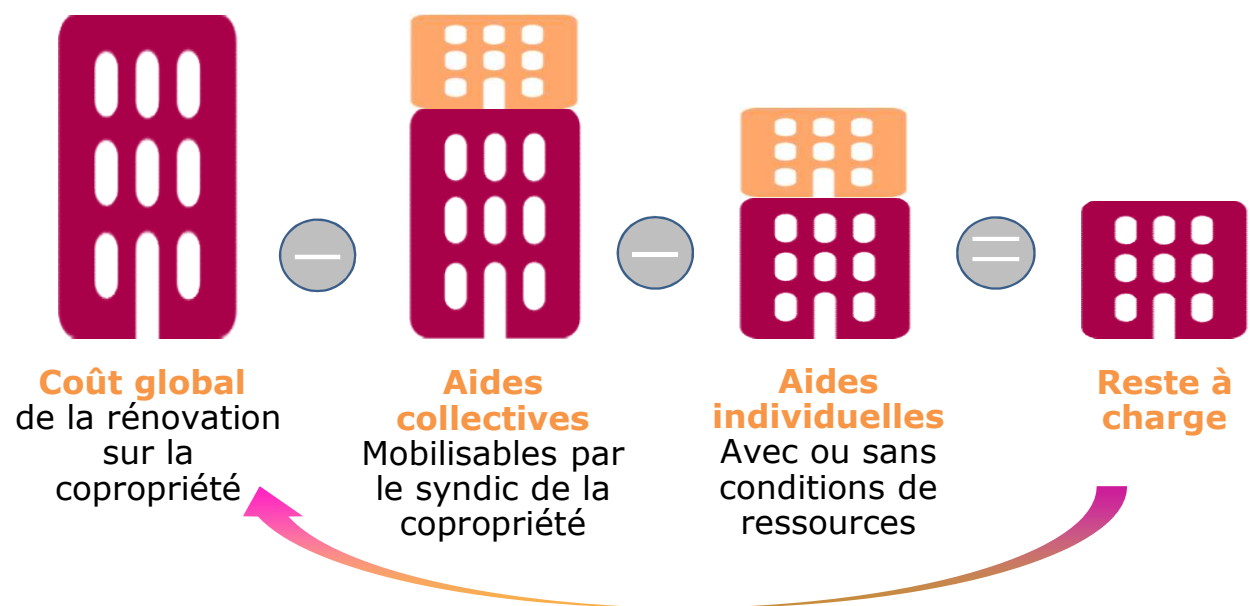 Coût global
de la rénovation
sur la
copropriété
Aides
collectives
Mobilisables par
le syndic de la
copropriété
Aides
individuelles
Avec ou sans
conditions de
ressources
Reste à
charge